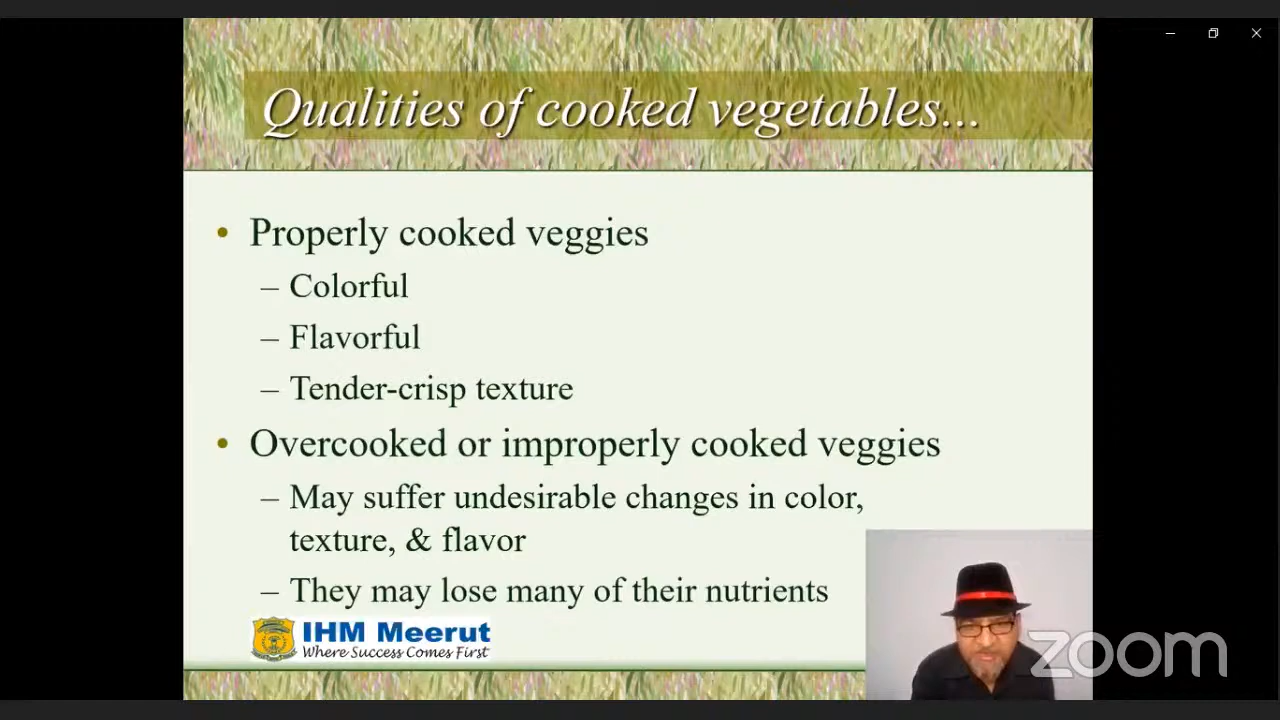 Qualities of cooked vegetables...
• Properly cooked veggies
– Colorful
– Flavorful
– Tender-crisp texture
• Overcooked or improperly cooked veggies
– May suffer undesirable changes in color,
texture, & flavor
– They may lose many of their nutrients
IHM Meerut
Where Success Comes First
zoom